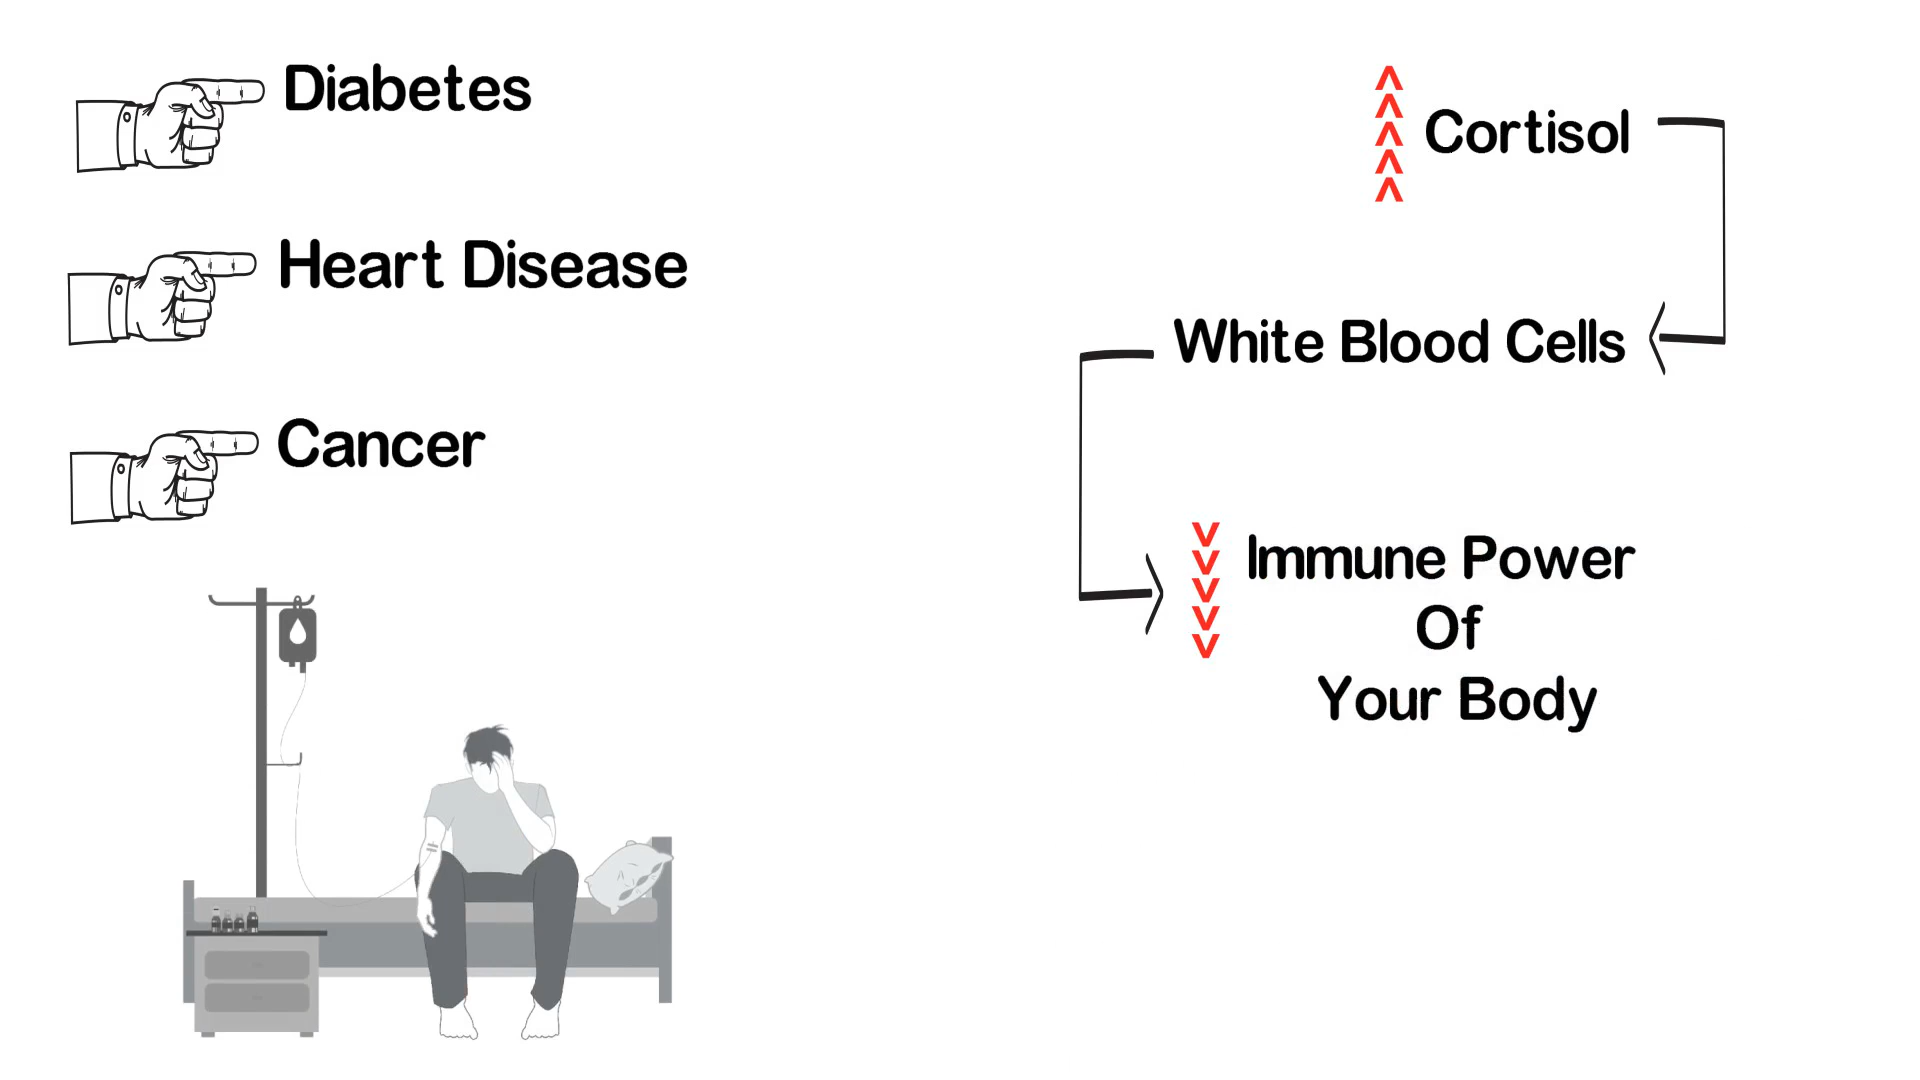 Diabetes
Heart Disease
Cancer
Cortisol
White Blood Cells
Immune Power
Of
Your Body